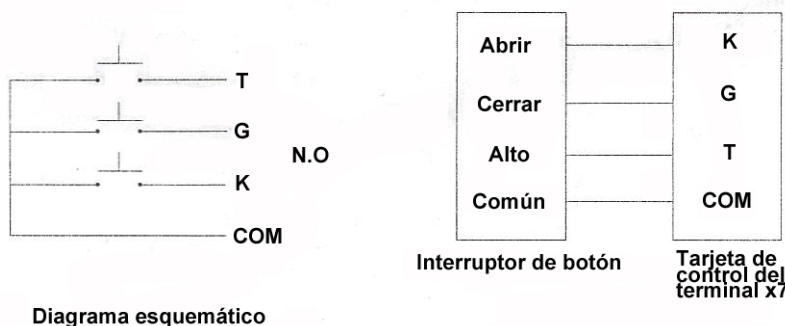 T
G
N.O
K
COM
Diagrama esquemático
Abrir
K
Cerrar
G
Alto
T
Común
COM
Interruptor de botón
Tarjeta de
control del
terminal x7